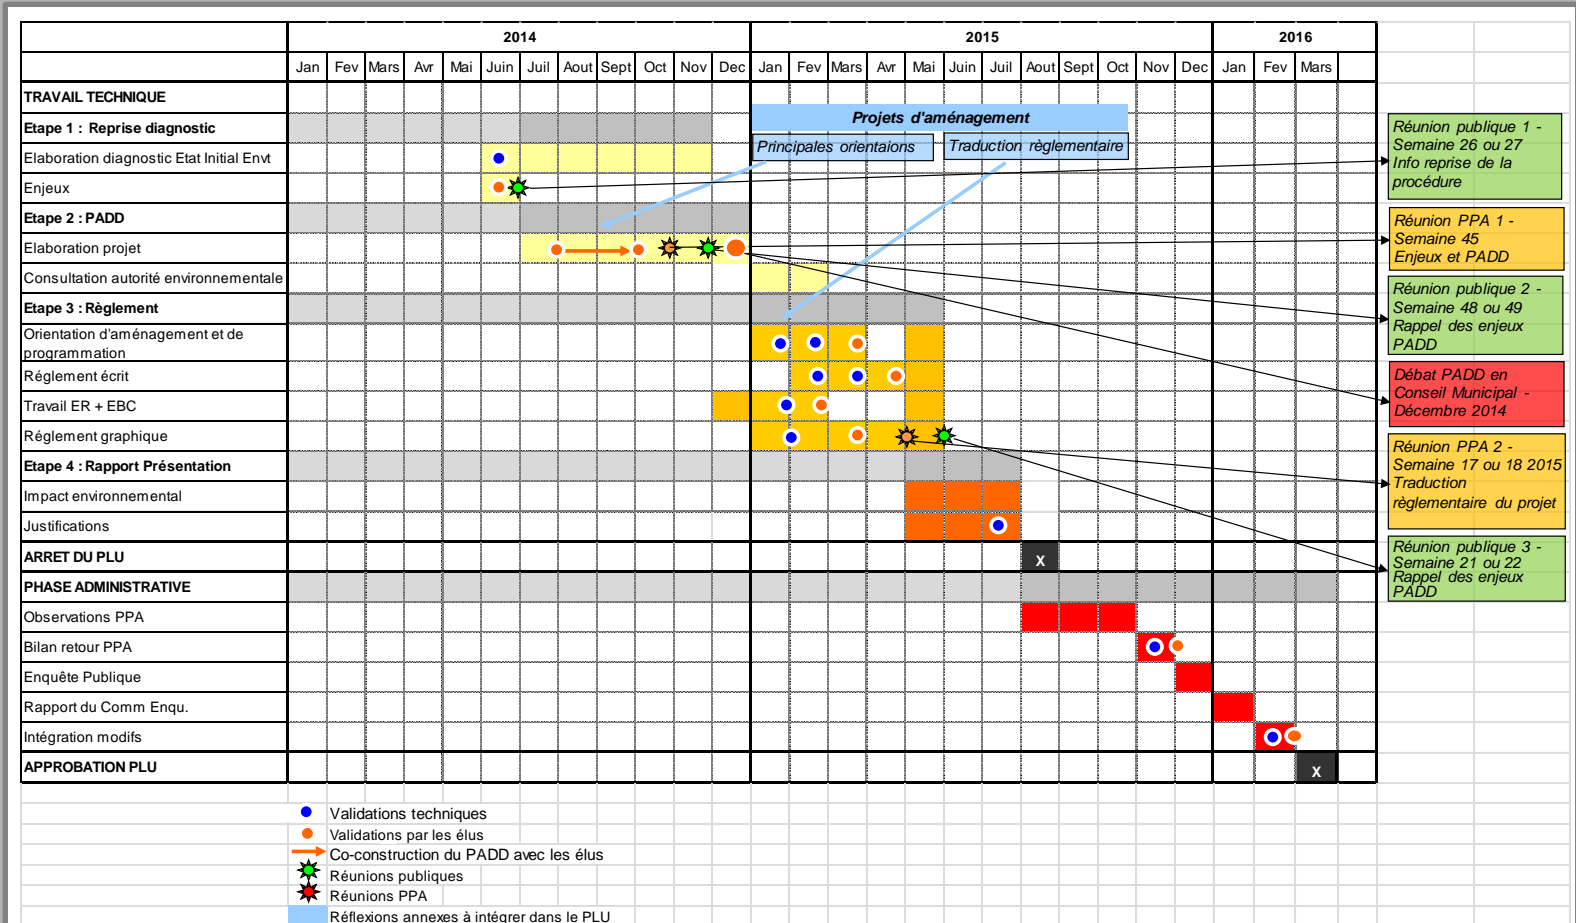 2014 2015 2016
Jan Fev Mars Avr Mai Juin Juil Aout Sept Oct Nov Dec Jan Fev Mars Avr Mai Juin Juil Aout Sept Oct Nov Dec Jan Fev Mars
TRAVAIL TECHNIQUE
Projets d'aménagement
Etape 1 : Reprise diagnostic
Principales orientaions Traduction règlementaire
Elaboration diagnostic Etat Initial Envt
Enjeux
Etape 2 : PADD
Elaboration projet
Consultation autorité environnementale
Etape 3 : Règlement
Orientation d'aménagement et de
programmation
Réglement écrit
Travail ER + EBC
Réglement graphique
Etape 4 : Rapport Présentation
Impact environnemental
Justifications
ARRET DU PLU X
PHASE ADMINISTRATIVE
Observations PPA
Bilan retour PPA
Enquête Publique
Rapport du Comm Enqu.
Intégration modifs
APPROBATION PLU X
Réunion publique 1 -
Semaine 26 ou 27
Info reprise de la
procédure
Réunion PPA 1 -
Semaine 45
Enjeux et PADD
Réunion publique 2 -
Semaine 48 ou 49
Rappel des enjeux
PADD
Débat PADD en
Conseil Municipal -
Décembre 2014
Réunion PPA 2 -
Semaine 17 ou 18 2015
Traduction
règlementaire du projet
Réunion publique 3 -
Semaine 21 ou 22
Rappel des enjeux
PADD
Validations techniques
Validations par les élus
Co-construction du PADD avec les élus
Réunions publiques
Réunions PPA
Réflexions annexes à intégrer dans le PLU